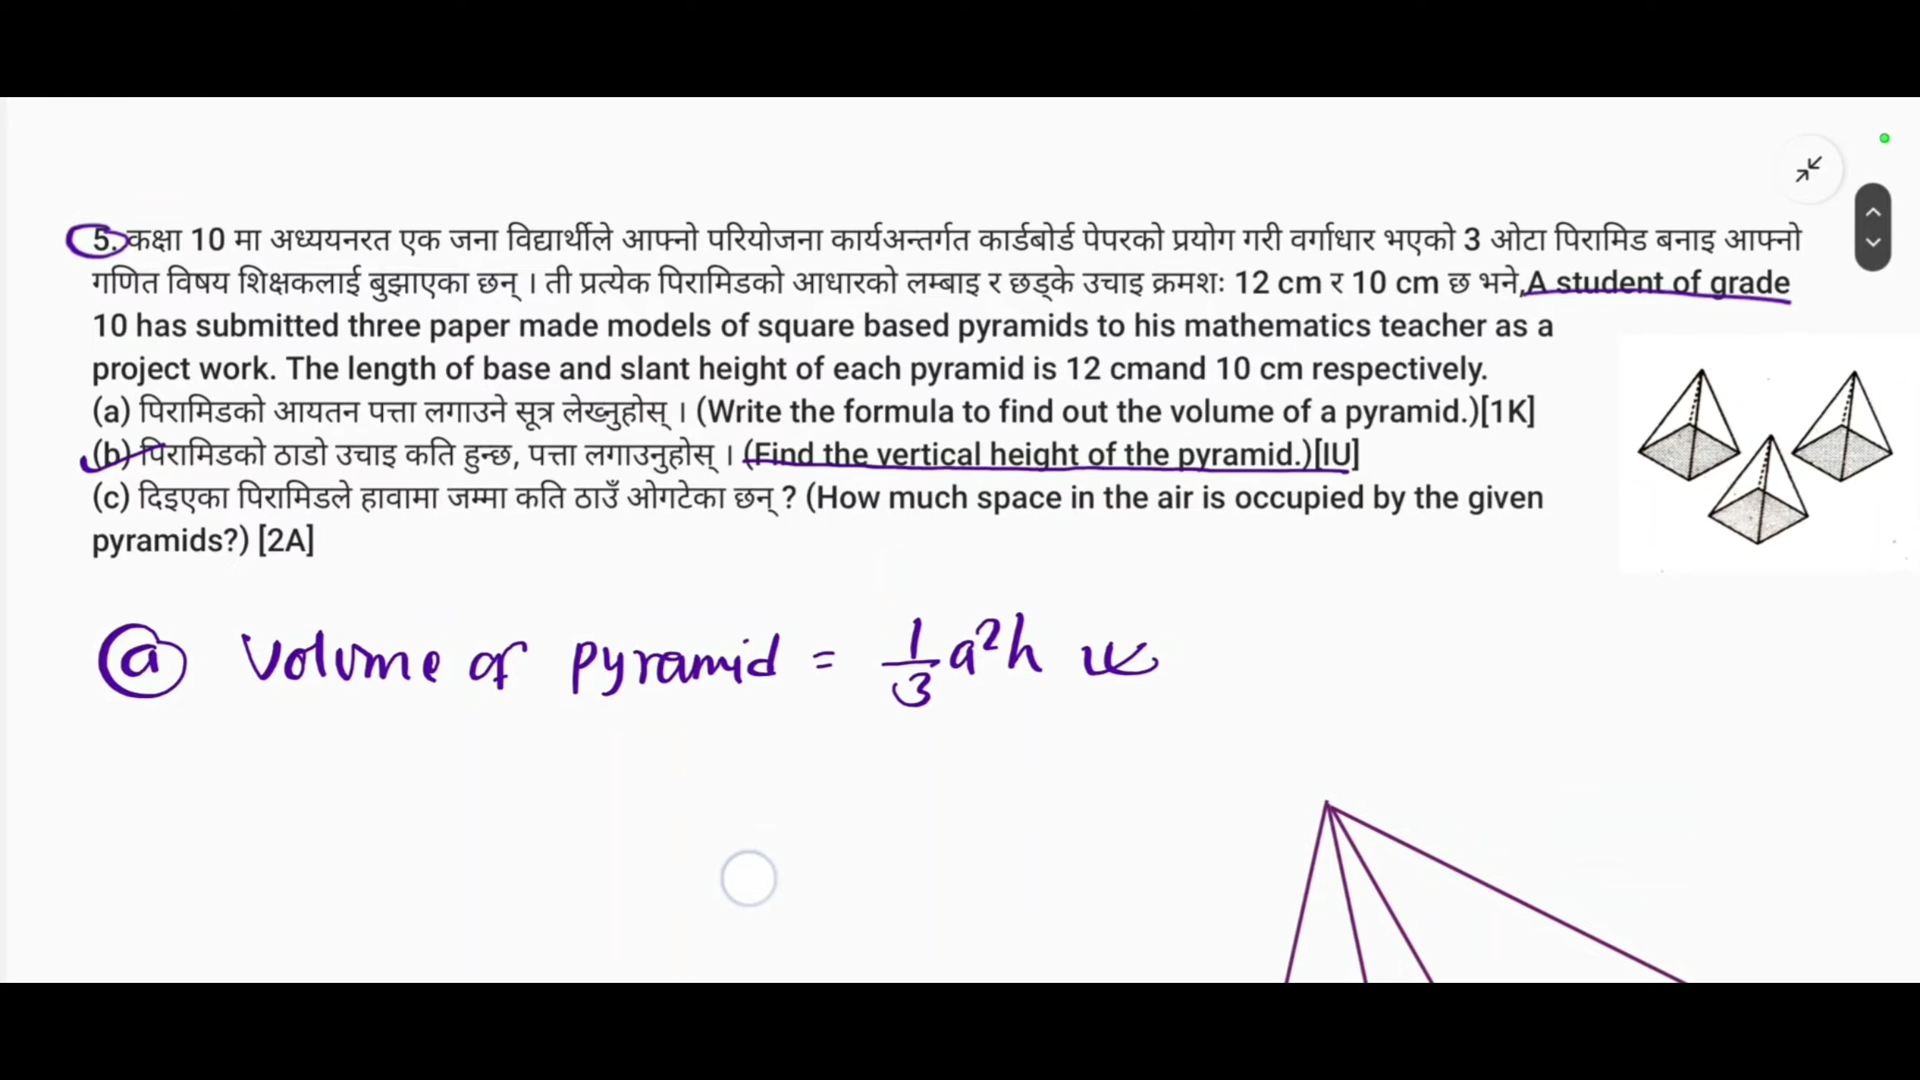 5. कक्षा 10 मा अध्ययनरत एक जना विद्यार्थीले आफ्नो परियोजना कार्यअन्तर्गत कार्डबोर्ड पेपरको प्रयोग गरी वर्गाधार भएको 3 ओटा पिरामिड बनाइ आफ्नो
गणित विषय शिक्षकलाई बुझाएका छन् । ती प्रत्येक पिरामिडको आधारको लम्बाइ र छड्के उचाइ क्रमशः 12 cm र 10 cm छ भने,A student of grade
10 has submitted three paper made models of square based pyramids to his mathematics teacher as a
project work. The length of base and slant height of each pyramid is 12 cmand 10 cm respectively.
(a) पिरामिडको आयतन पत्ता लगाउने सूत्र लेख्नुहोस् । (Write the formula to find out the volume of a pyramid.)[1K]
(b) पिरामिडको ठाडो उचाइ कति हुन्छ, पत्ता लगाउनुहोस् । (Find the vertical height of the pyramid.)[IU]
(c) दिइएका पिरामिडले हावामा जम्मा कति ठाउँ ओगटेका छन् ? (How much space in the air is occupied by the given
pyramids?) [2A]
(a) Volume of pyramid = 1/3 a²h